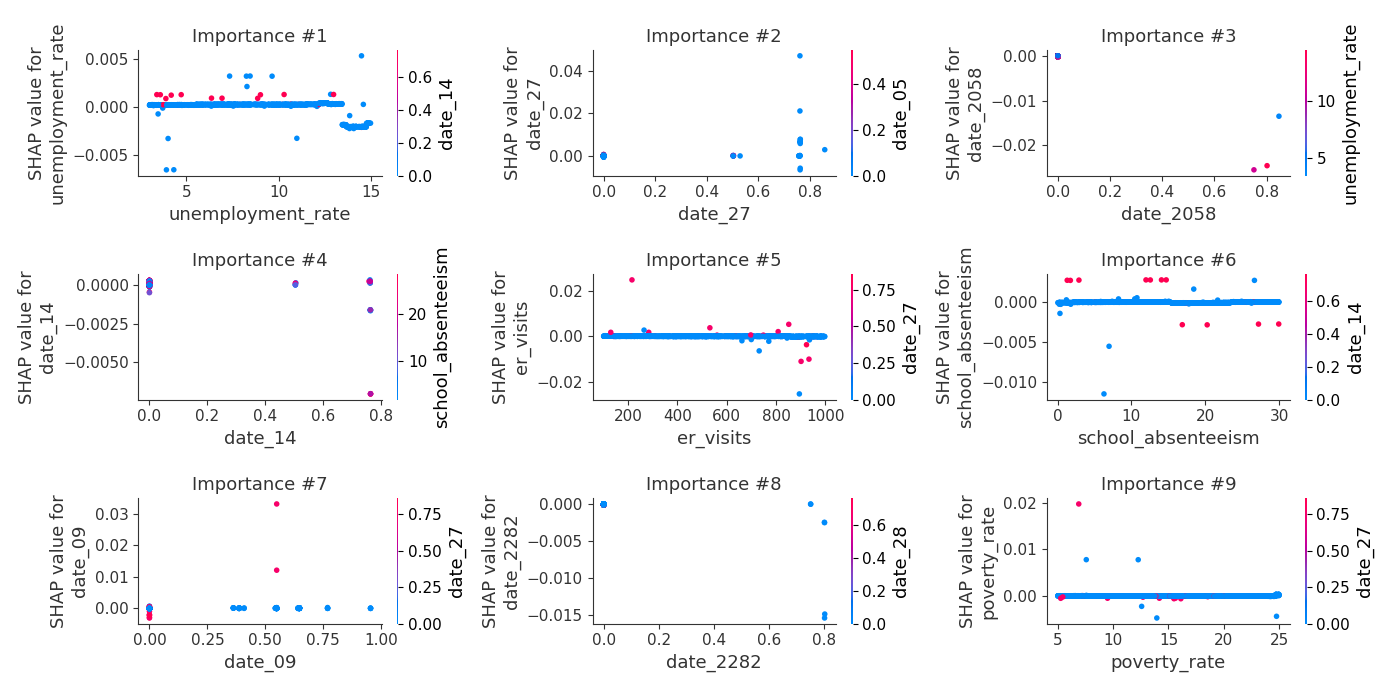 Importance #1
SHAP value for
unemployment_rate
0.005
0.000
−0.005
5
10
15
unemployment_rate
0.6
0.4
0.2
0.0
date_14
Importance #2
SHAP value for
date_27
0.04
0.02
0.00
0.0
0.2
0.4
0.6
0.8
date_27
0.4
0.2
0.0
date_05
Importance #3
SHAP value for
date_2058
0.00
−0.01
−0.02
0.0
0.2
0.4
0.6
0.8
date_2058
10
5
unemployment_rate
Importance #4
SHAP value for
date_14
0.0000
−0.0025
−0.0050
0.0
0.2
0.4
0.6
0.8
date_14
20
10
school_absenteeism
Importance #5
SHAP value for
er_visits
0.02
0.00
−0.02
200
400
600
800
1000
er_visits
0.75
0.50
0.25
0.00
date_27
Importance #6
SHAP value for
school_absenteeism
0.000
−0.005
−0.010
0
10
20
30
school_absenteeism
0.6
0.4
0.2
0.0
date_14
Importance #7
SHAP value for
date_09
0.03
0.02
0.01
0.00
0.00
0.25
0.50
0.75
1.00
date_09
0.75
0.50
0.25
0.00
date_27
Importance #8
SHAP value for
date_2282
0.000
−0.005
−0.010
−0.015
0.0
0.2
0.4
0.6
0.8
date_2282
0.6
0.4
0.2
0.0
date_28
Importance #9
SHAP value for
poverty_rate
0.02
0.01
0.00
5
10
15
20
25
poverty_rate
0.75
0.50
0.25
0.00
date_27